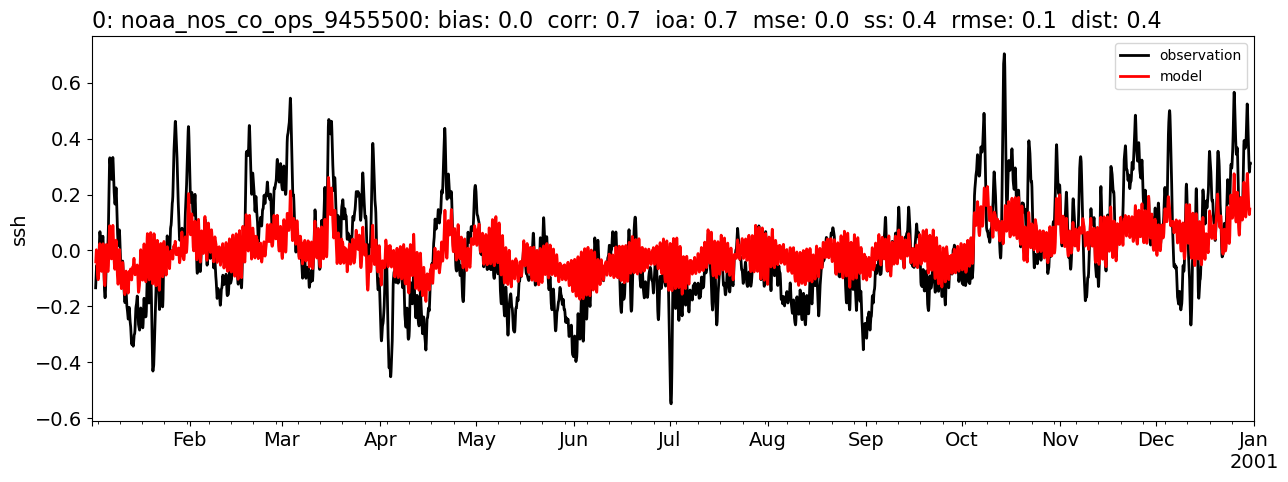 0: noaa_nos_co_ops_9455500: bias: 0.0  corr: 0.7  ioa: 0.7  mse: 0.0  ss: 0.4  rmse: 0.1  dist: 0.4
observation
model
ssh
0.6
0.4
0.2
0.0
−0.2
−0.4
−0.6
Feb Mar Apr May Jun Jul Aug Sep Oct Nov Dec Jan
2001